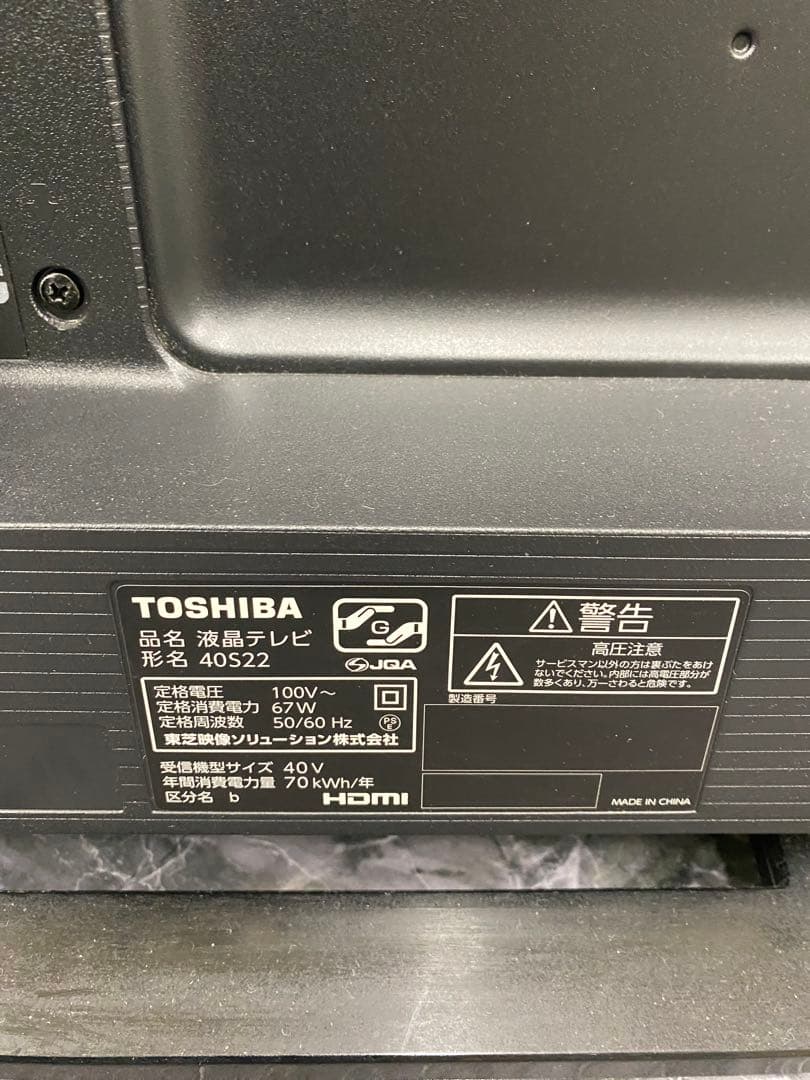 TOSHIBA
品名 液晶テレビ
形名 40S22
G
JQA
定格電圧 100V～
定格消費電力 67W
定格周波数 50/60 Hz
PS
E
東芝映像ソリューション株式会社
受信機型サイズ 40V
年間消費電力量 70kWh/年
区分名 b
HDMI
警告
高圧注意
サービスマン以外の方は裏ぶたをあけ
ないでください。内部には高電圧部分が
数多くあり、万一さわると危険です。
製造番号
MADE IN CHINA